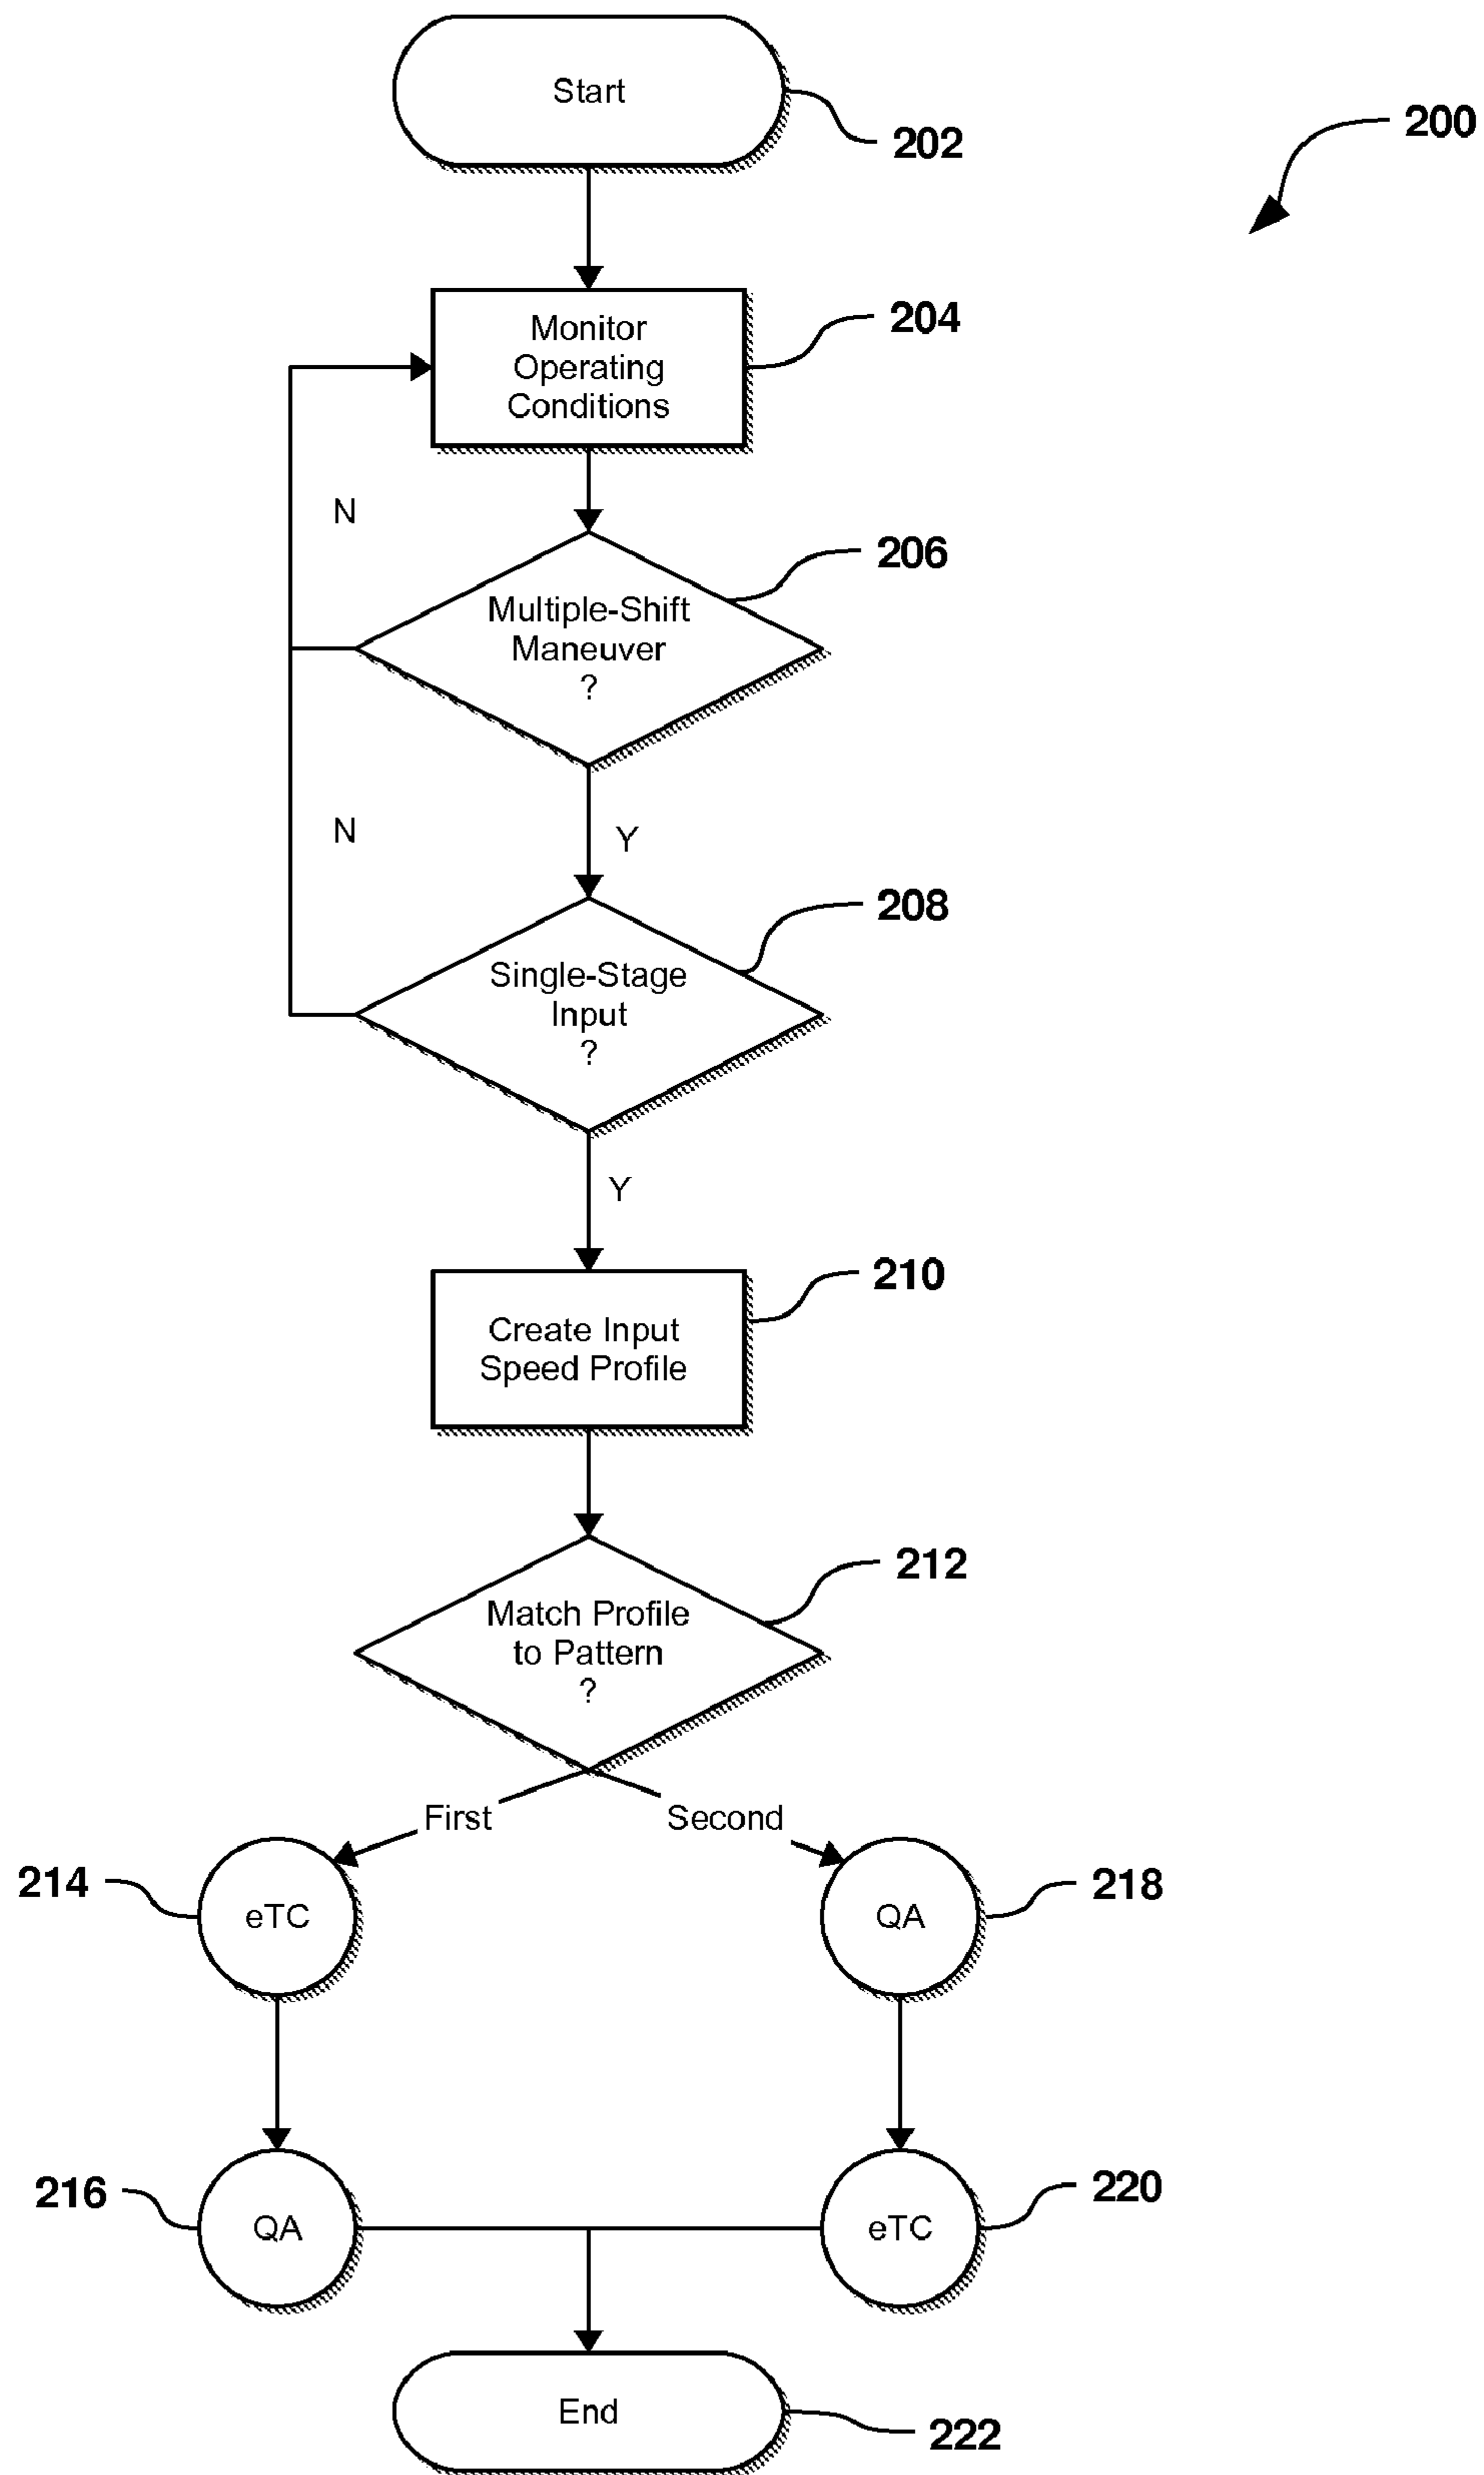 Start
202
200
Monitor
Operating
Conditions
204
N
Multiple-Shift
Maneuver
?
206
N
Y
Single-Stage
Input
?
208
Y
Create Input
Speed Profile
210
Match Profile
to Pattern
?
212
First
Second
214
eTC
QA
218
216
QA
eTC
220
End
222